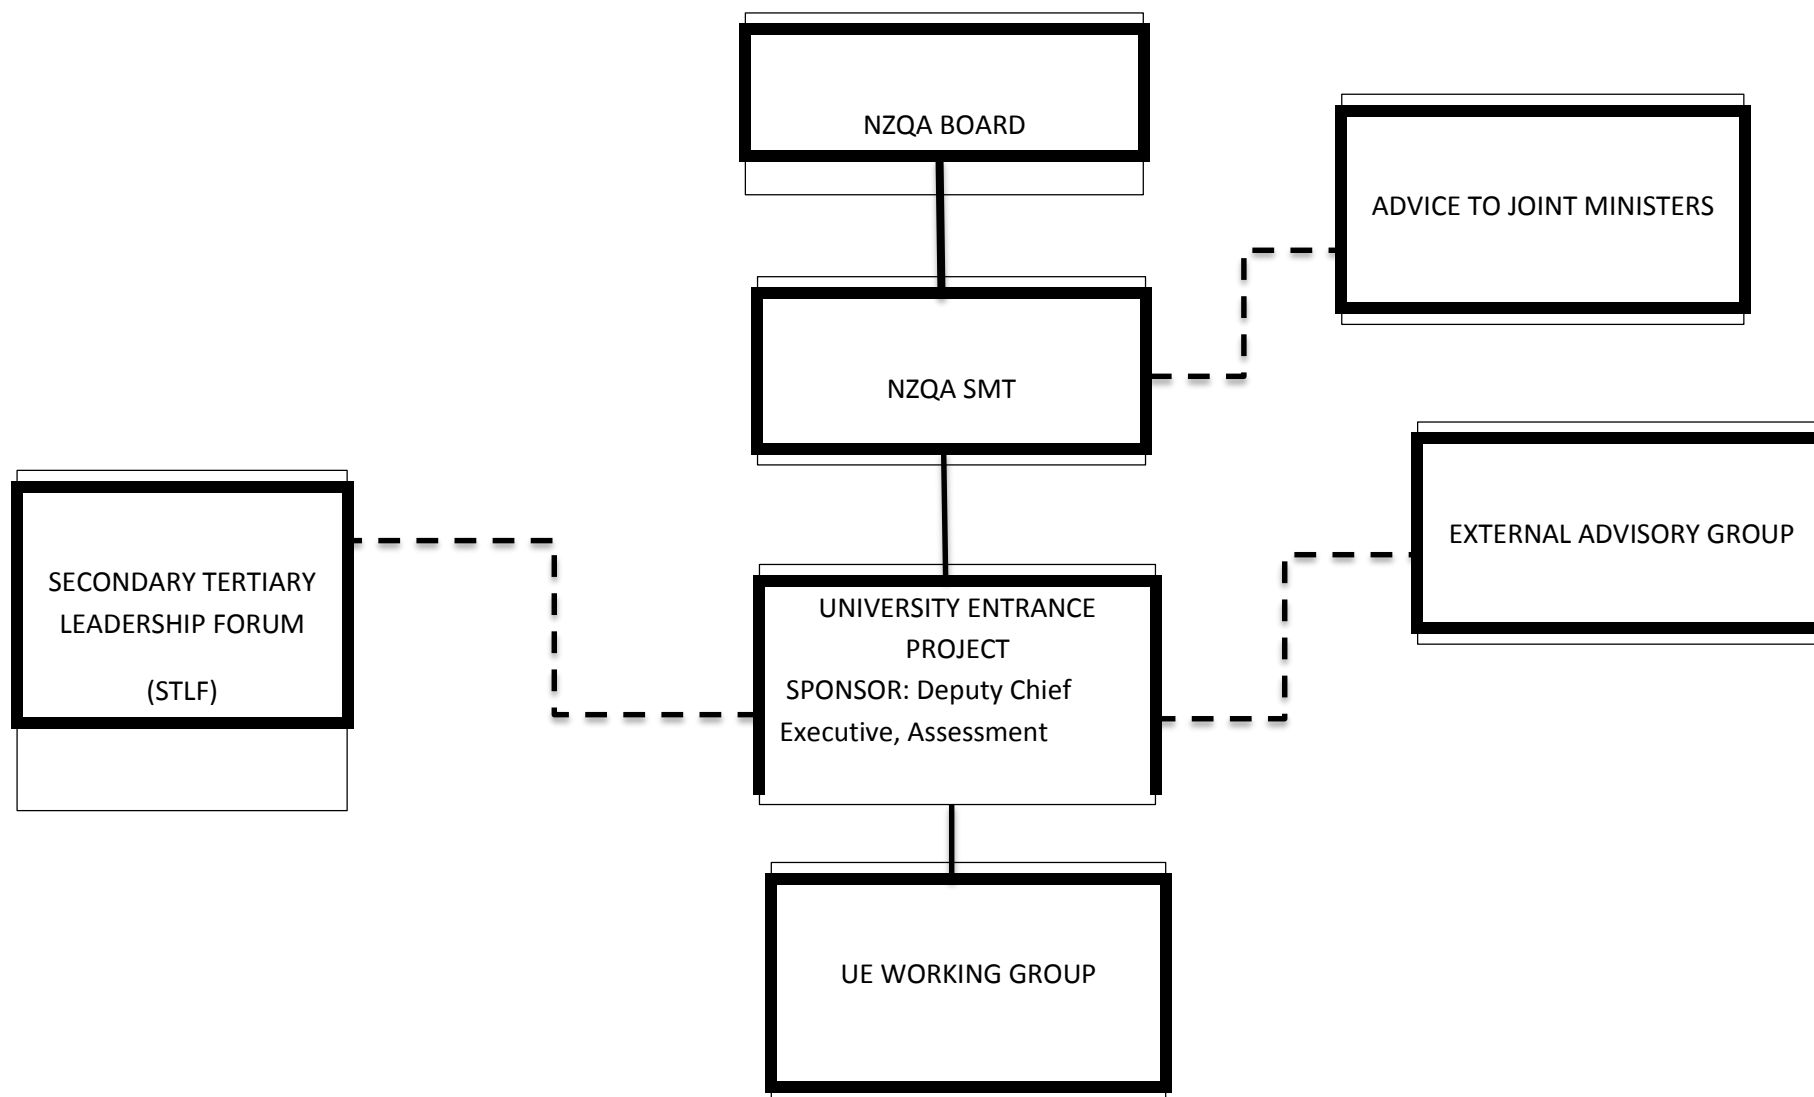 NZQA BOARD
ADVICE TO JOINT MINISTERS
NZQA SMT
EXTERNAL ADVISORY GROUP
SECONDARY TERTIARY
LEADERSHIP FORUM
(STLF)
UNIVERSITY ENTRANCE
PROJECT
SPONSOR: Deputy Chief
Executive, Assessment
UE WORKING GROUP